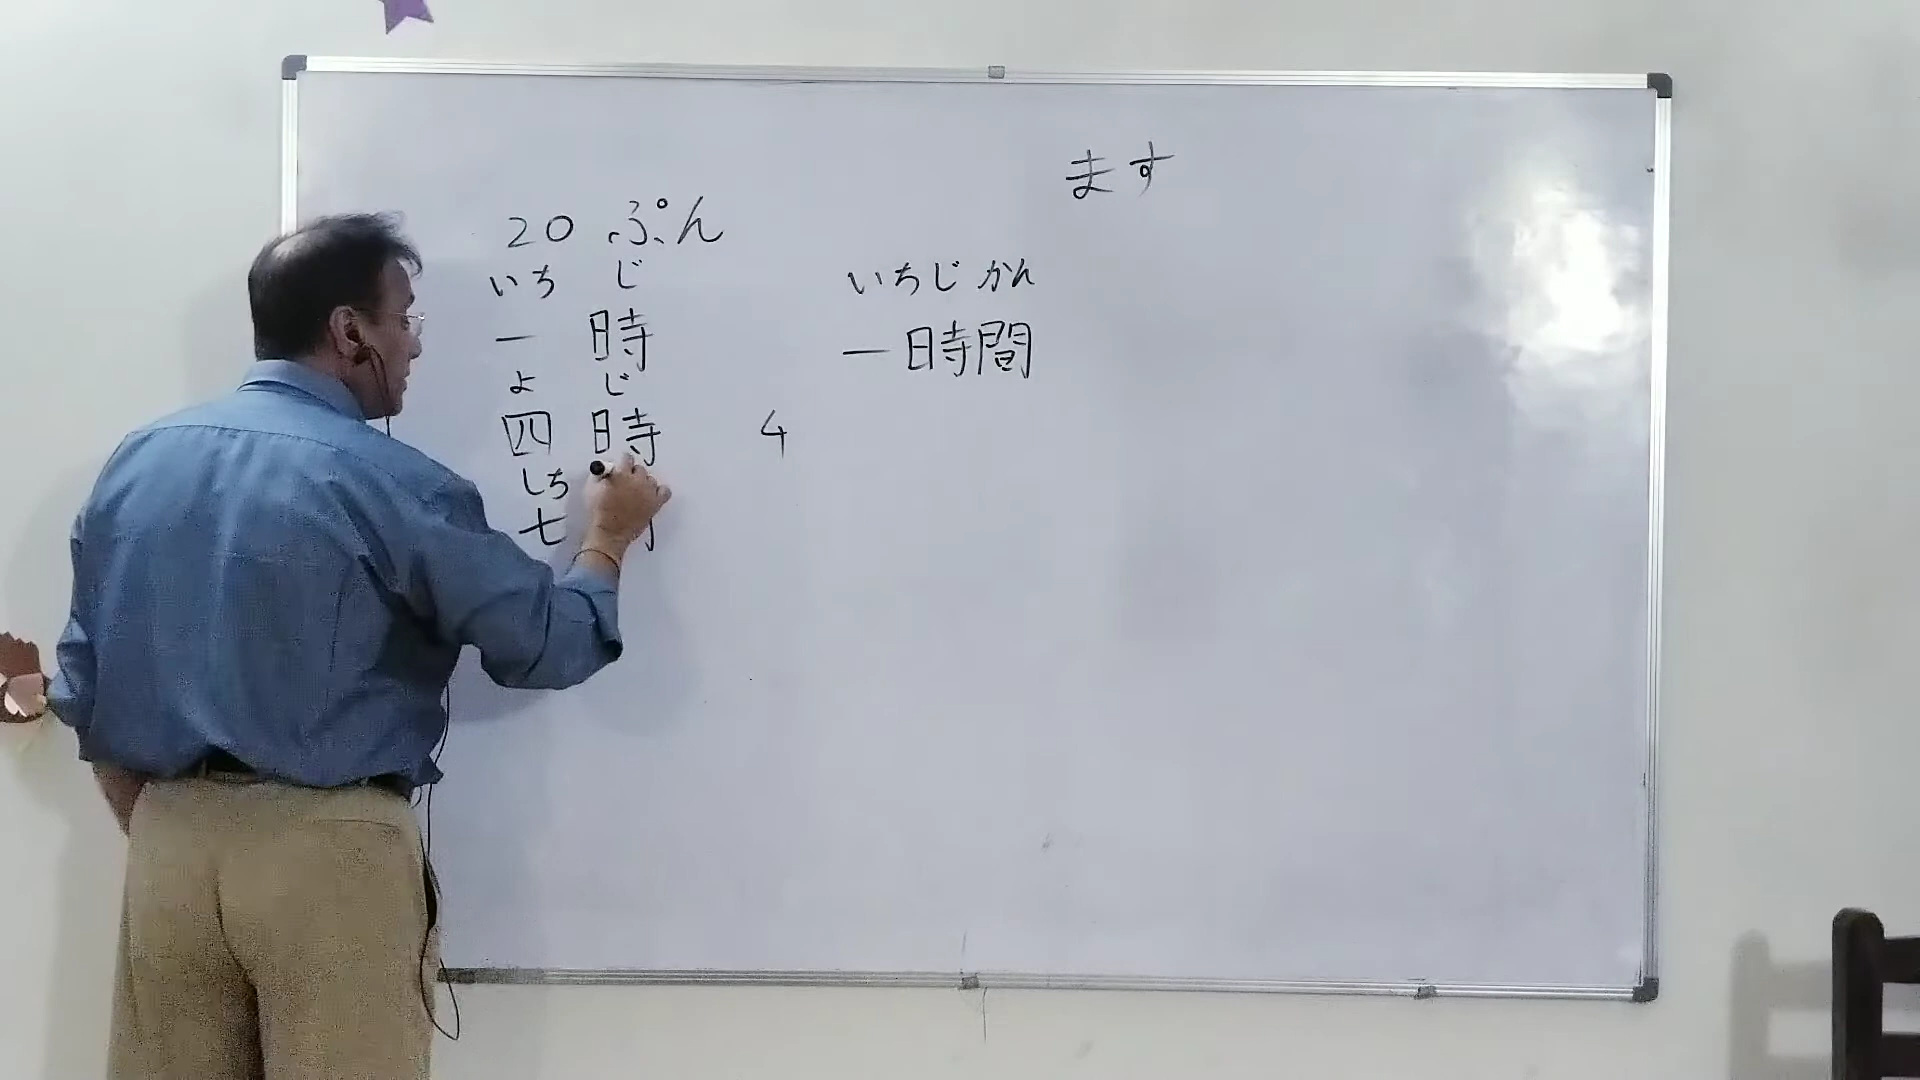 ます
20 ぷん
いち じ
一 時
よ じ
四 時
しち
七
いちじかん
一時間
4